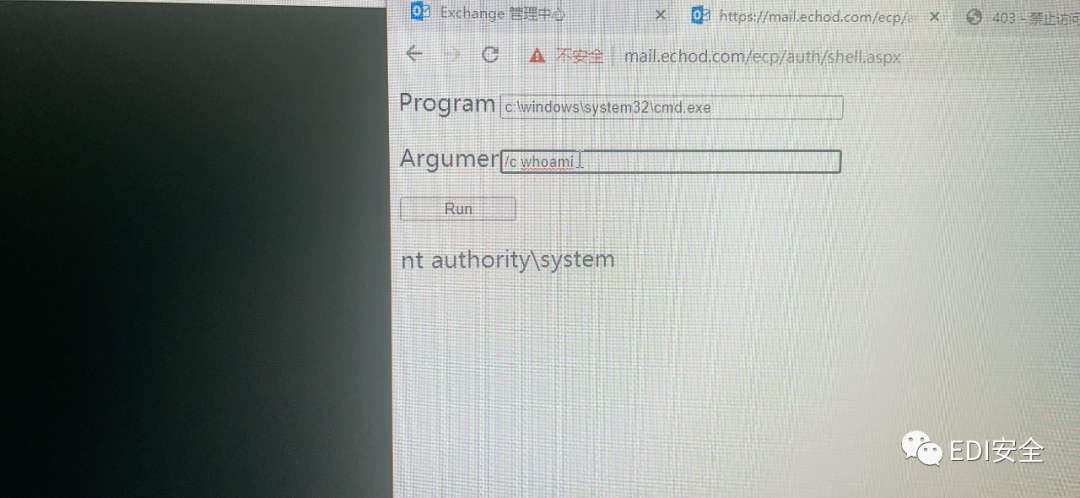 Exchange 管理中心
https://mail.echod.com/ecp/
403 - 禁止访问
不安全 mail.echod.com/ecp/auth/shell.aspx
Program c:\windows\system32\cmd.exe
Argumer /c whoami
Run
nt authority\system
EDI安全